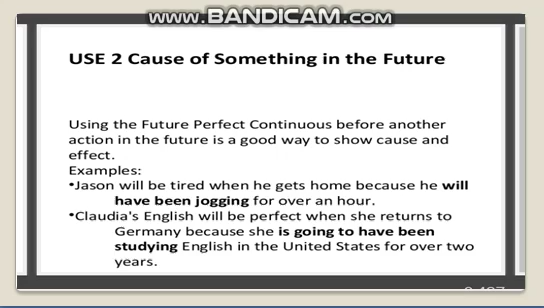 www.BANDICAM.com
USE 2 Cause of Something in the Future
Using the Future Perfect Continuous before another
action in the future is a good way to show cause and
effect.
Examples:
•Jason will be tired when he gets home because he will
have been jogging for over an hour.
•Claudia's English will be perfect when she returns to
Germany because she is going to have been
studying English in the United States for over two
years.